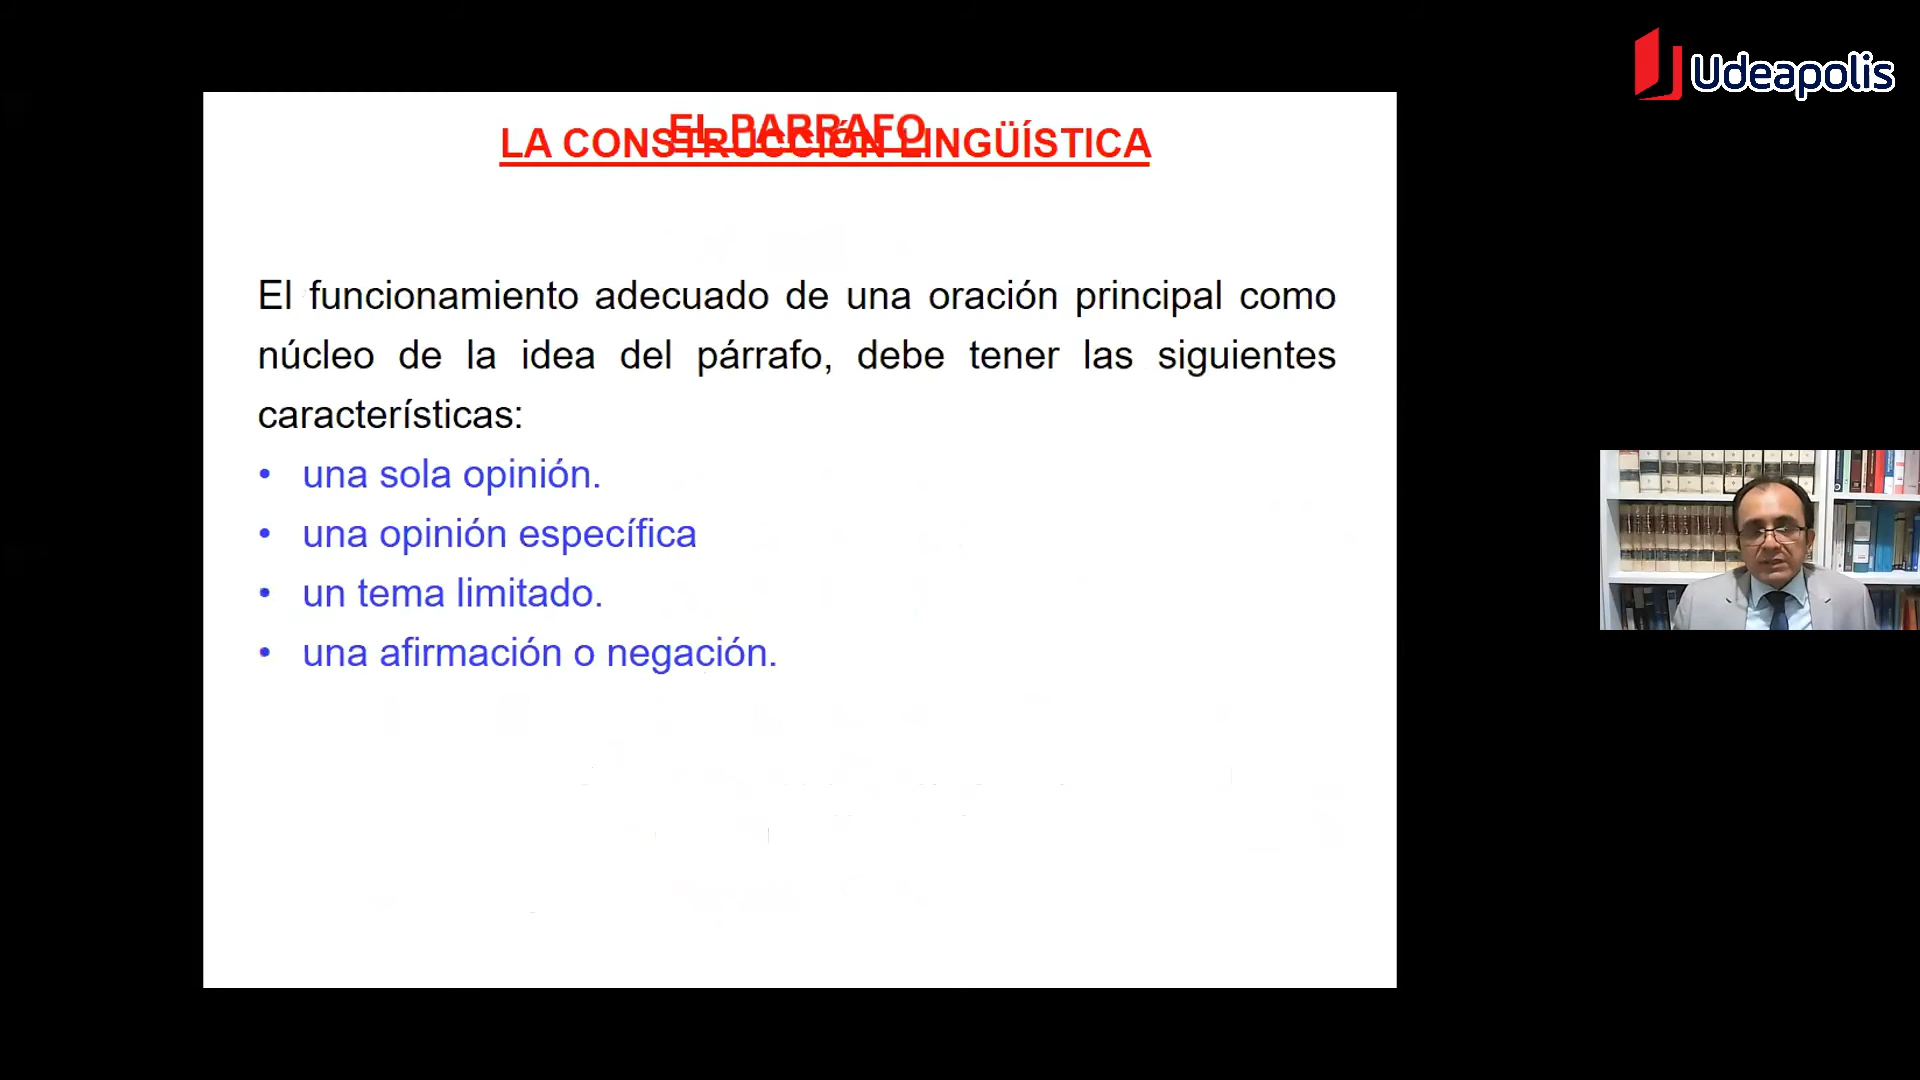 Udeapolis
EL PARRAFO
LA CONSTRUCCIÓN LINGÜÍSTICA
El funcionamiento adecuado de una oración principal como
núcleo de la idea del párrafo, debe tener las siguientes
características:
• una sola opinión.
• una opinión específica
• un tema limitado.
• una afirmación o negación.